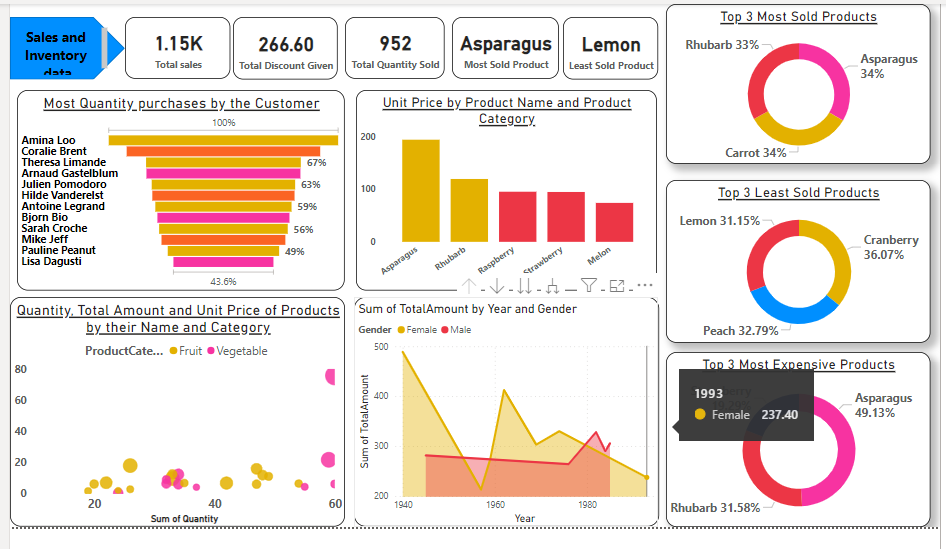 Sales and
Inventory
data
1.15K
Total sales
266.60
Total Discount Given
952
Total Quantity Sold
Asparagus
Most Sold Product
Lemon
Least Sold Product
Top 3 Most Sold Products
Rhubarb 33%
Asparagus
34%
Carrot 34%
Most Quantity purchases by the Customer
100%
Amina Loo
Coralie Brent
Theresa Limande
67%
Arnaud Gastelblum
Julien Pomodoro
63%
Hilde Vanderelst
Antoine Legrand
59%
Bjorn Bio
Sarah Croche
56%
Mike Jeff
Pauline Peanut
49%
Lisa Dagusti
43.6%
Unit Price by Product Name and Product
Category
200
100
0
Asparagus
Rhubarb
Raspberry
Strawberry
Melon
Top 3 Least Sold Products
Lemon 31.15%
Cranberry
36.07%
Peach 32.79%
Quantity, Total Amount and Unit Price of Products
by their Name and Category
ProductCate...
Fruit
Vegetable
80
60
40
20
0
20
40
60
Sum of Quantity
Sum of TotalAmount by Year and Gender
Gender
Female
Male
Sum of TotalAmount
500
400
300
200
1940
1960
1980
Year
Top 3 Most Expensive Products
1993
Female 237.40
Asparagus
49.13%
Rhubarb 31.58%